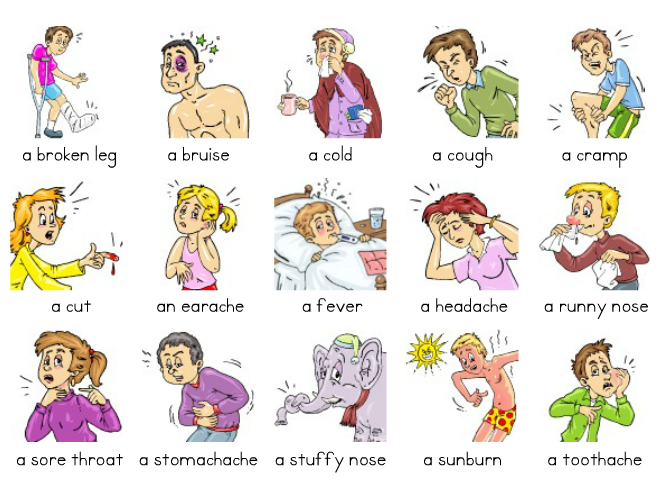 a broken leg a bruise a cold a cough a cramp
a cut an earache a fever a headache a runny nose
a sore throat a stomachache a stuffy nose a sunburn a toothache